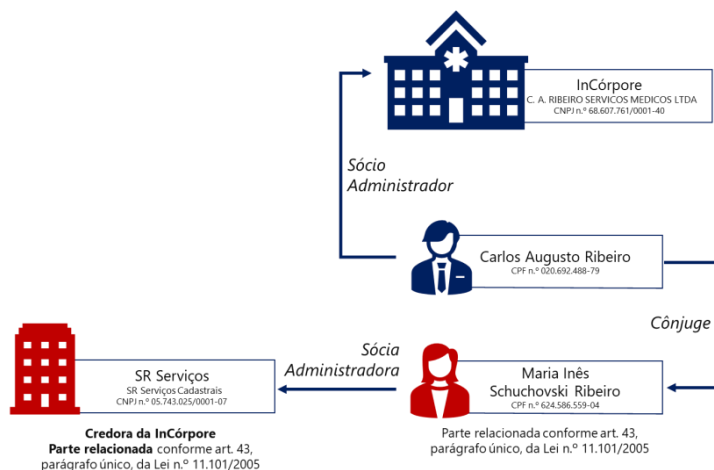 InCórpore
C. A. RIBEIRO SERVICOS MEDICOS LTDA
CNPJ n.º 68.607.761/0001-40
Sócio
Administrador
Carlos Augusto Ribeiro
CPF n.º 020.692.488-79
Cônjuge
Sócia
Administradora
SR Serviços
SR Serviços Cadastrais
CNPJ n.º 05.743.025/0001-07
Maria Inês
Schuchovski Ribeiro
CPF n.º 624.586.559-04
Credora da InCórpore
Parte relacionada conforme art. 43,
parágrafo único, da Lei n.º 11.101/2005
Parte relacionada conforme art. 43,
parágrafo único, da Lei n.º 11.101/2005